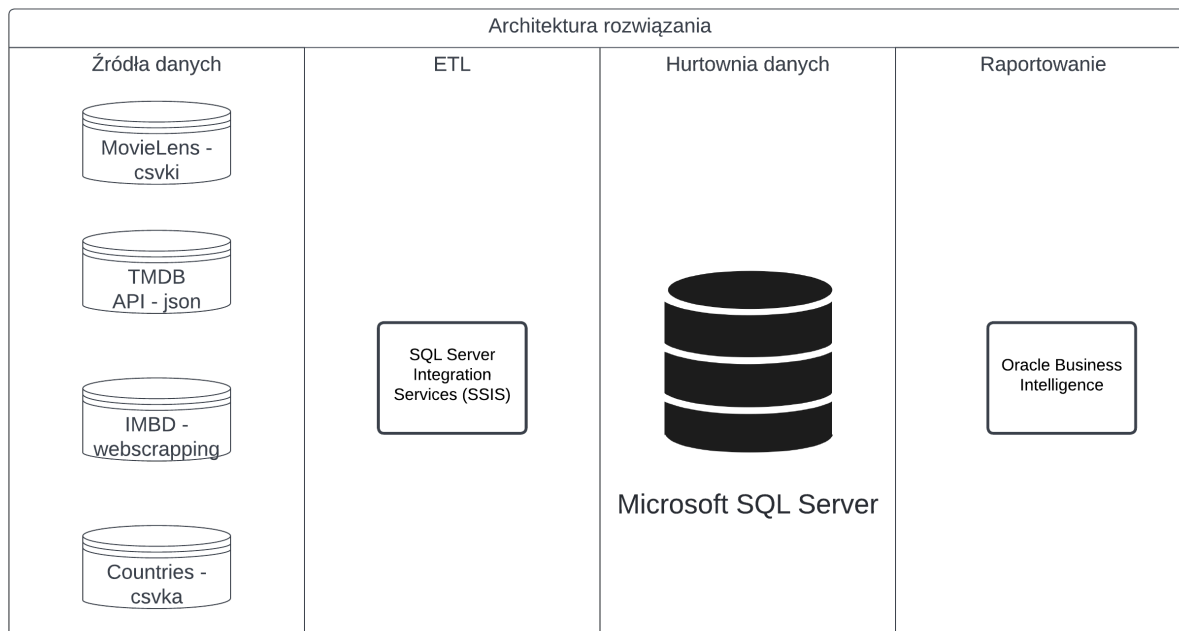 Architektura rozwiązania
Źródła danych
ETL
Hurtownia danych
Raportowanie
MovieLens -
csvki
TMDB
API - json
IMBD -
webscrapping
Countries -
csvka
SQL Server
Integration
Services (SSIS)
Microsoft SQL Server
Oracle Business
Intelligence